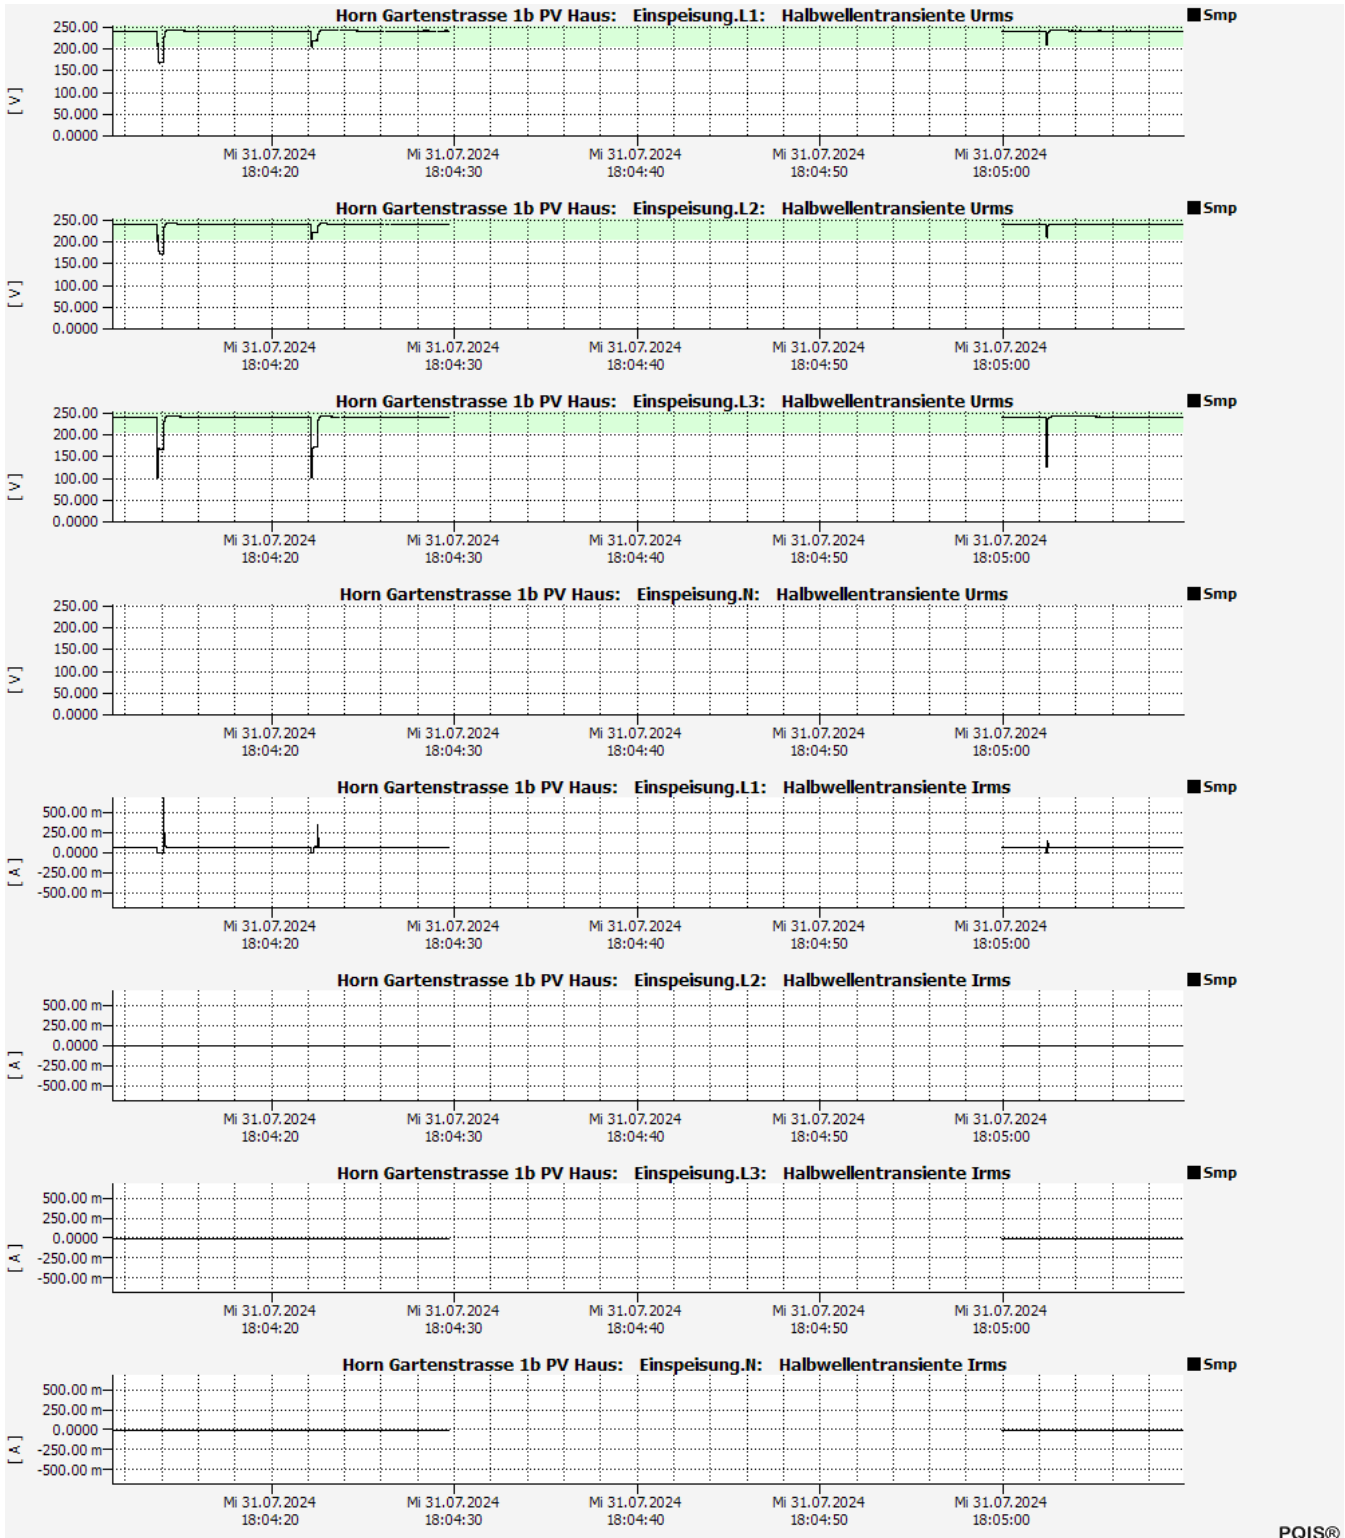 Horn Gartenstrasse 1b PV Haus: Einspeisung.L1: Halbwellentransiente Urms
Smp
250.00
200.00
150.00
100.00
50.000
0.0000
[ V ]
Mi 31.07.2024 Mi 31.07.2024 Mi 31.07.2024 Mi 31.07.2024 Mi 31.07.2024
18:04:20 18:04:30 18:04:40 18:04:50 18:05:00
Horn Gartenstrasse 1b PV Haus: Einspeisung.L2: Halbwellentransiente Urms
Smp
250.00
200.00
150.00
100.00
50.000
0.0000
[ V ]
Mi 31.07.2024 Mi 31.07.2024 Mi 31.07.2024 Mi 31.07.2024 Mi 31.07.2024
18:04:20 18:04:30 18:04:40 18:04:50 18:05:00
Horn Gartenstrasse 1b PV Haus: Einspeisung.L3: Halbwellentransiente Urms
Smp
250.00
200.00
150.00
100.00
50.000
0.0000
[ V ]
Mi 31.07.2024 Mi 31.07.2024 Mi 31.07.2024 Mi 31.07.2024 Mi 31.07.2024
18:04:20 18:04:30 18:04:40 18:04:50 18:05:00
Horn Gartenstrasse 1b PV Haus: Einspeisung.N: Halbwellentransiente Urms
Smp
250.00
200.00
150.00
100.00
50.000
0.0000
[ V ]
Mi 31.07.2024 Mi 31.07.2024 Mi 31.07.2024 Mi 31.07.2024 Mi 31.07.2024
18:04:20 18:04:30 18:04:40 18:04:50 18:05:00
Horn Gartenstrasse 1b PV Haus: Einspeisung.L1: Halbwellentransiente Irms
Smp
500.00 m
250.00 m
0.0000
-250.00 m
-500.00 m
[ A ]
Mi 31.07.2024 Mi 31.07.2024 Mi 31.07.2024 Mi 31.07.2024 Mi 31.07.2024
18:04:20 18:04:30 18:04:40 18:04:50 18:05:00
Horn Gartenstrasse 1b PV Haus: Einspeisung.L2: Halbwellentransiente Irms
Smp
500.00 m
250.00 m
0.0000
-250.00 m
-500.00 m
[ A ]
Mi 31.07.2024 Mi 31.07.2024 Mi 31.07.2024 Mi 31.07.2024 Mi 31.07.2024
18:04:20 18:04:30 18:04:40 18:04:50 18:05:00
Horn Gartenstrasse 1b PV Haus: Einspeisung.L3: Halbwellentransiente Irms
Smp
500.00 m
250.00 m
0.0000
-250.00 m
-500.00 m
[ A ]
Mi 31.07.2024 Mi 31.07.2024 Mi 31.07.2024 Mi 31.07.2024 Mi 31.07.2024
18:04:20 18:04:30 18:04:40 18:04:50 18:05:00
Horn Gartenstrasse 1b PV Haus: Einspeisung.N: Halbwellentransiente Irms
Smp
500.00 m
250.00 m
0.0000
-250.00 m
-500.00 m
[ A ]
Mi 31.07.2024 Mi 31.07.2024 Mi 31.07.2024 Mi 31.07.2024 Mi 31.07.2024
18:04:20 18:04:30 18:04:40 18:04:50 18:05:00
PQIS®